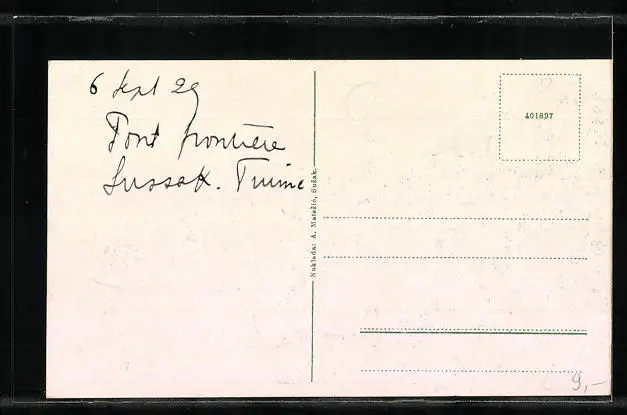 6 Sept 29
Pont frontière
Sussak. Fiume
Naklada: A. Matešić, Sušak.
401897
9,-